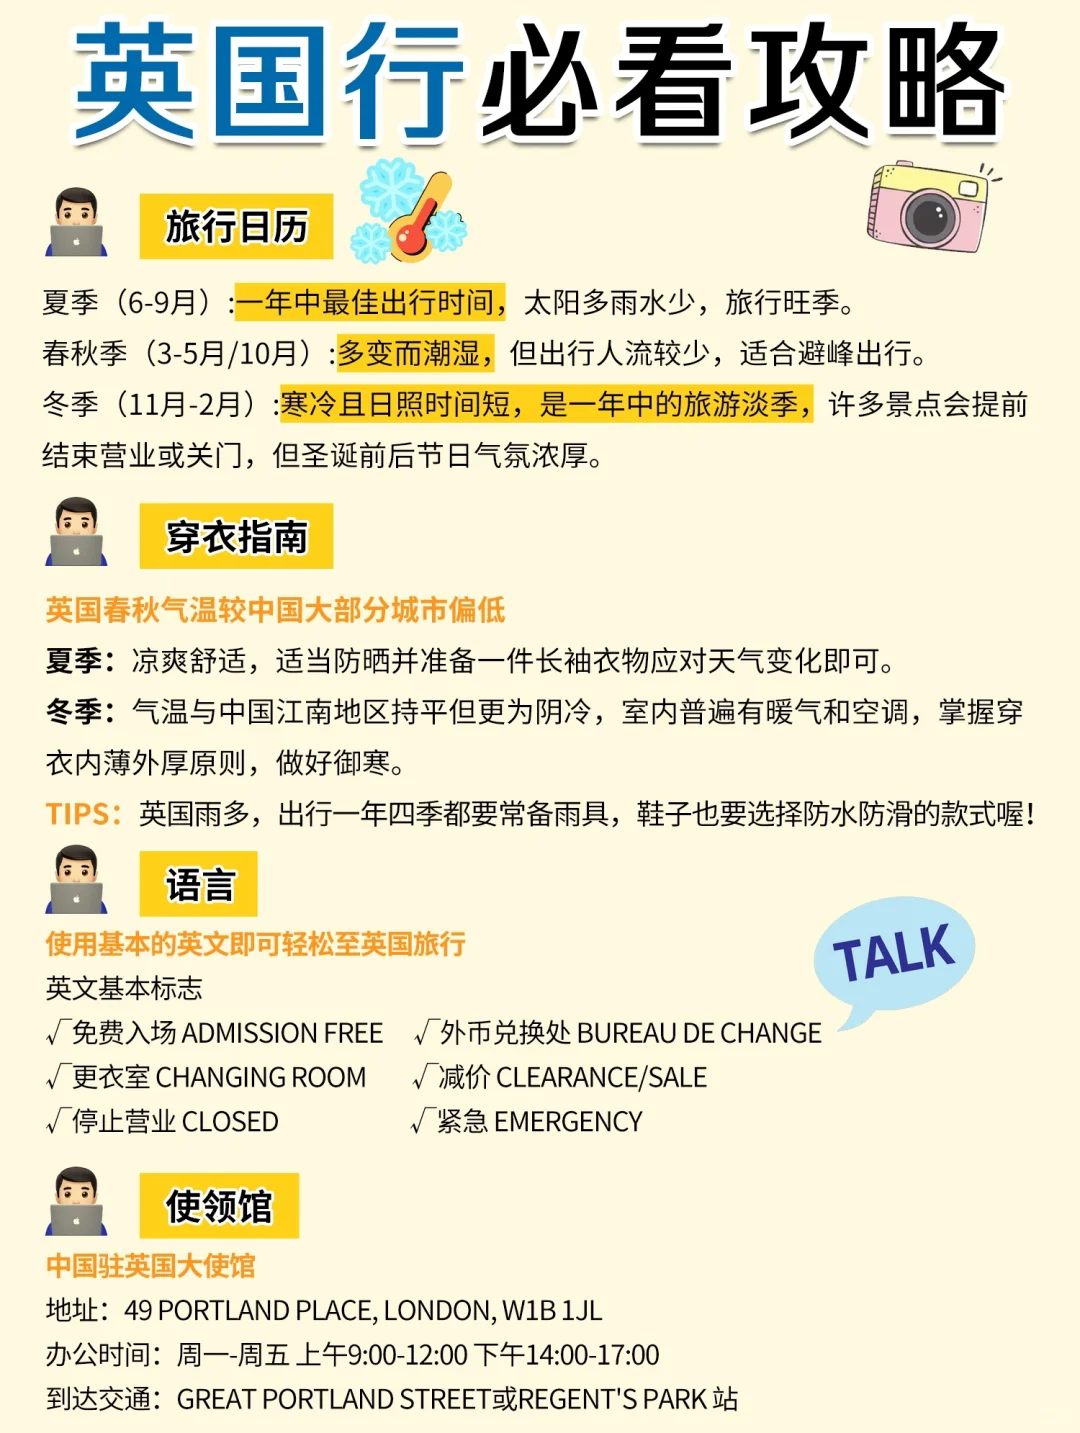 英国行必看攻略
旅行日历
夏季（6-9月）:一年中最佳出行时间，太阳多雨水少，旅行旺季。
春秋季（3-5月/10月）:多变而潮湿，但出行人流较少，适合避峰出行。
冬季（11月-2月）:寒冷且日照时间短，是一年中的旅游淡季，许多景点会提前
结束营业或关门，但圣诞前后节日气氛浓厚。
穿衣指南
英国春秋气温较中国大部分城市偏低
夏季：凉爽舒适，适当防晒并准备一件长袖衣物应对天气变化即可。
冬季：气温与中国江南地区持平但更为阴冷，室内普遍有暖气和空调，掌握穿
衣内薄外厚原则，做好御寒。
TIPS：英国雨多，出行一年四季都要常备雨具，鞋子也要选择防水防滑的款式喔！
语言
使用基本的英文即可轻松至英国旅行
TALK
英文基本标志
√免费入场 ADMISSION FREE √外币兑换处 BUREAU DE CHANGE
√更衣室 CHANGING ROOM √减价 CLEARANCE/SALE
√停止营业 CLOSED √紧急 EMERGENCY
使领馆
中国驻英国大使馆
地址：49 PORTLAND PLACE, LONDON, W1B 1JL
办公时间：周一-周五 上午9:00-12:00 下午14:00-17:00
到达交通：GREAT PORTLAND STREET或REGENT'S PARK 站